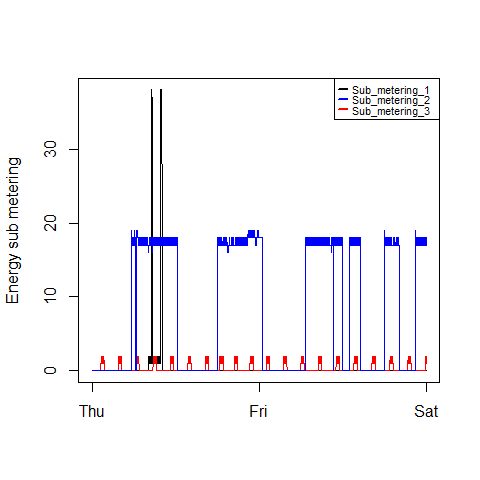 Sub_metering_1
Sub_metering_2
Sub_metering_3
Energy sub metering
30
20
10
0
Thu
Fri
Sat